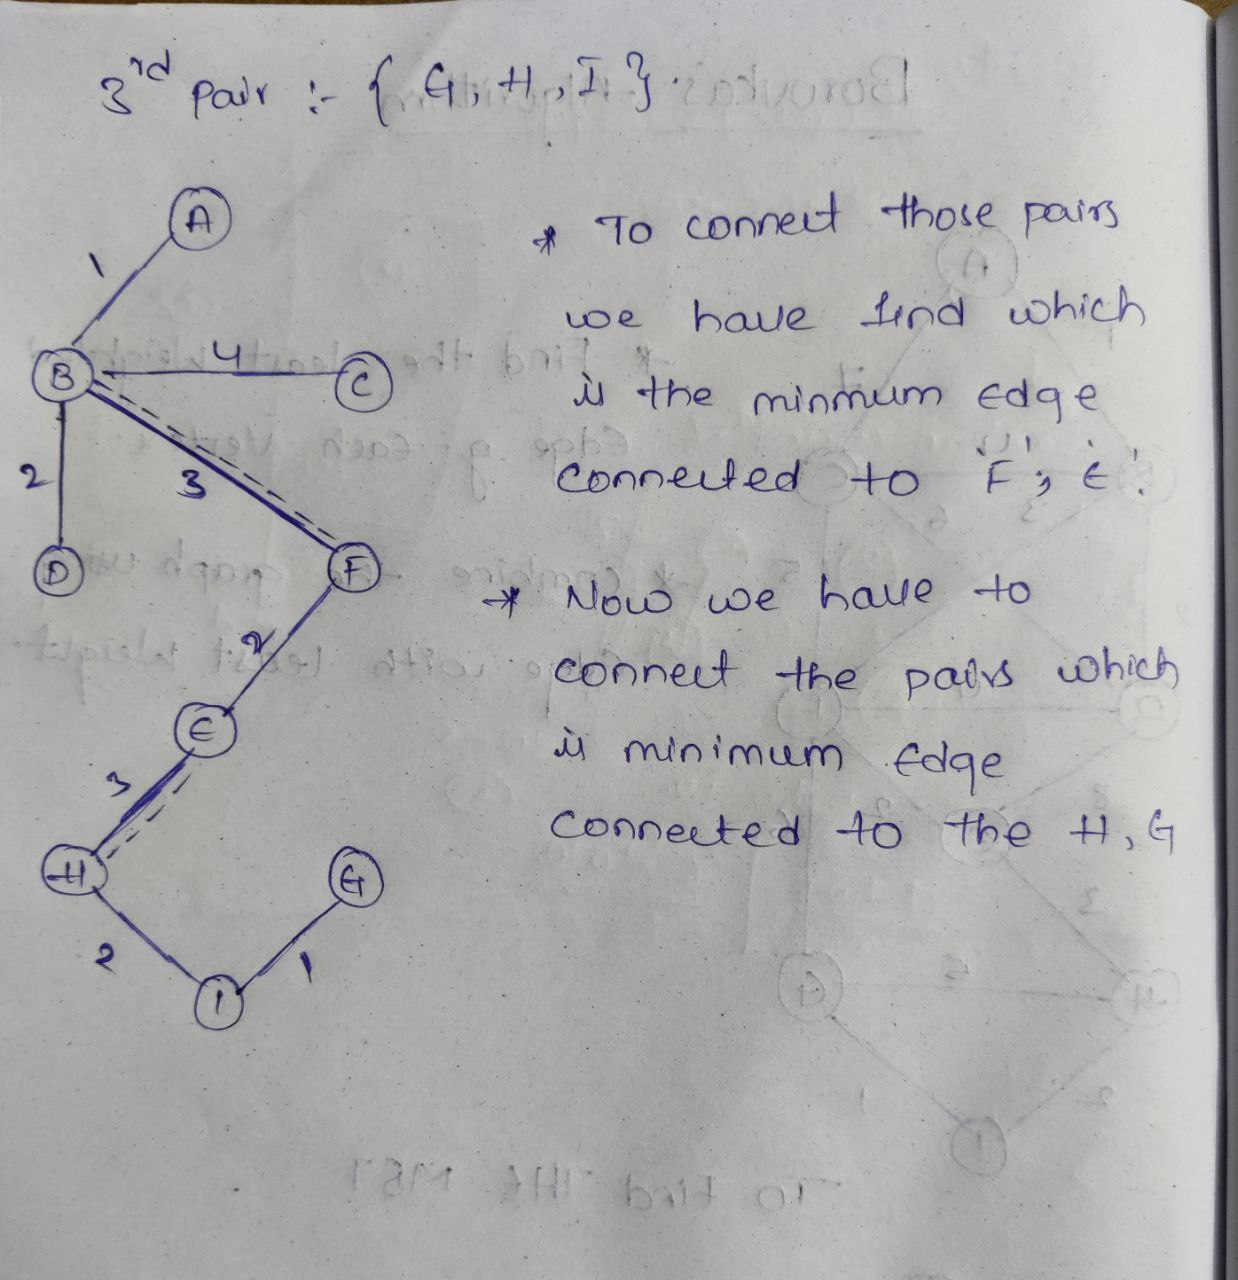 3rd pair :- { G, H, I }.
* To connect those pairs
we have find which
is the minmum Edge
connected to 'F', 'E'.
* Now we have to
connect the pairs which
is minimum Edge
connected to the H, G
A
1
B
4
C
2
3
D
F
2
E
3
H
G
2
1
I